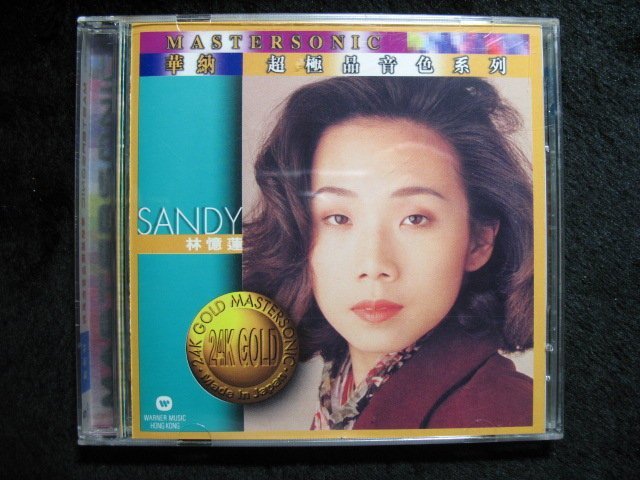 MASTERSONIC
華納 超極品音色系列
SANDY
林憶蓮
24K GOLD MASTERSONIC
24K GOLD
Made in Japan
WARNER MUSIC
HONG KONG